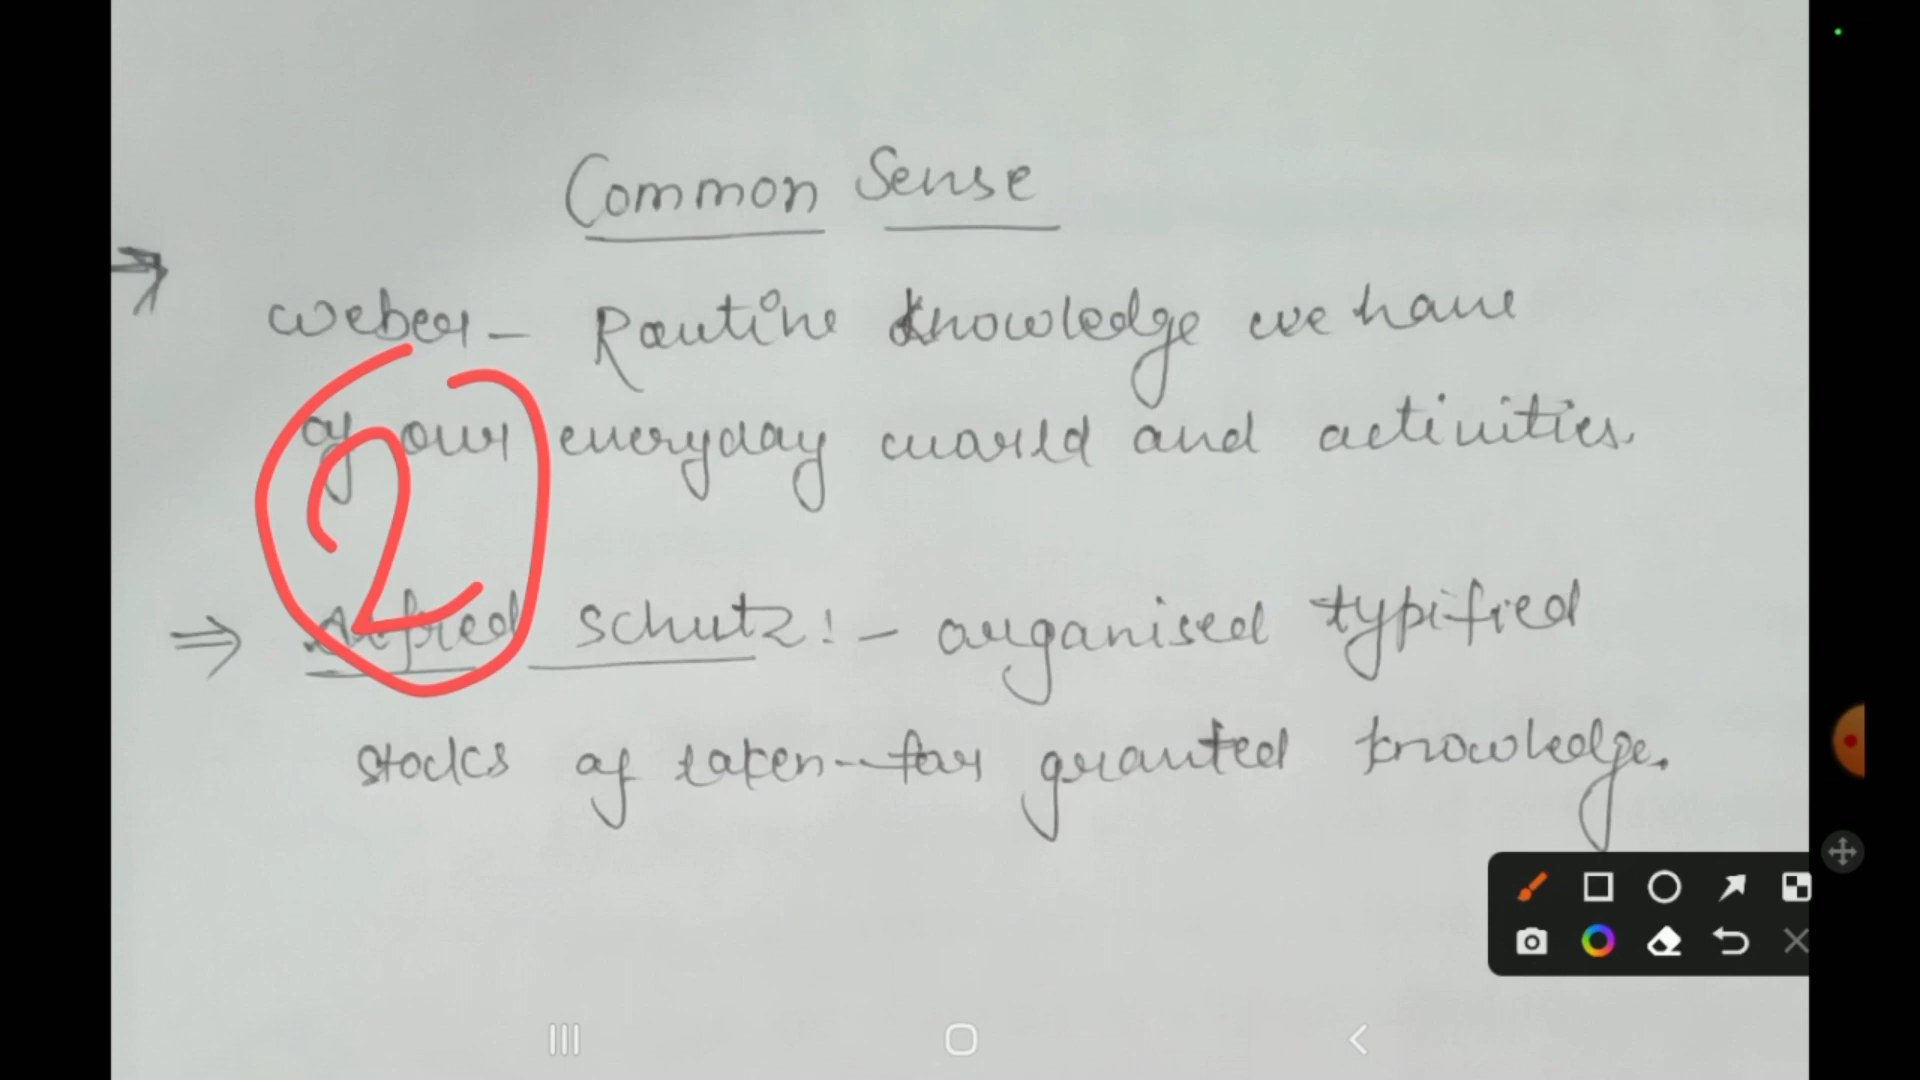 Common Sense
Weber - Routine knowledge we have
of our everyday world and activities.
2
Alfred Schutz :- organised typified
stocks of taken-for granted knowledge.